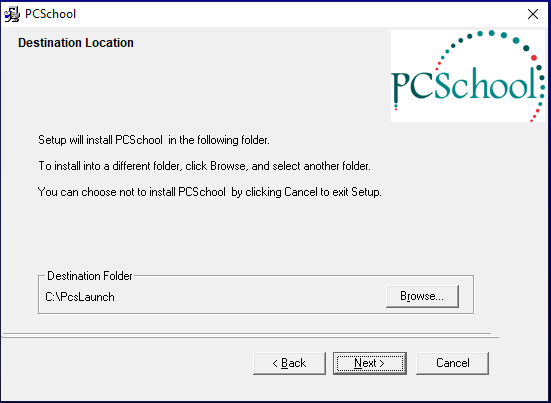 PCSchool
Destination Location
PCSchool
Setup will install PCSchool in the following folder.
To install into a different folder, click Browse, and select another folder.
You can choose not to install PCSchool by clicking Cancel to exit Setup.
Destination Folder
C:\PcsLaunch
Browse...
< Back
Next >
Cancel